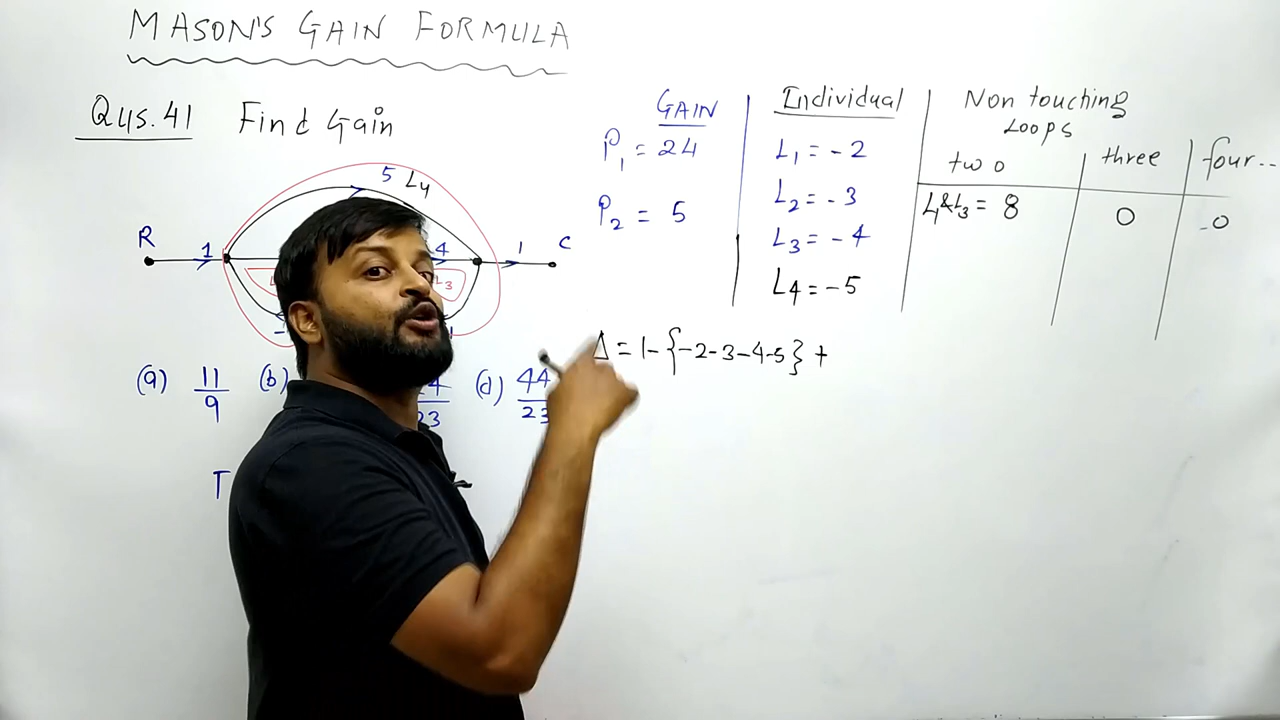 MASON'S GAIN FORMULA
Qus. 41 Find Gain
5 L4
R 1 4 1 C
L3
(a) 11/9 (b) (d) 44/23
T
GAIN
P1 = 24
P2 = 5
Individual
L1 = - 2
L2 = - 3
L3 = - 4
L4 = - 5
Non touching
Loops
two three four...
L1&L3 = 8 0 0
Δ = 1-{-2-3-4-5} +